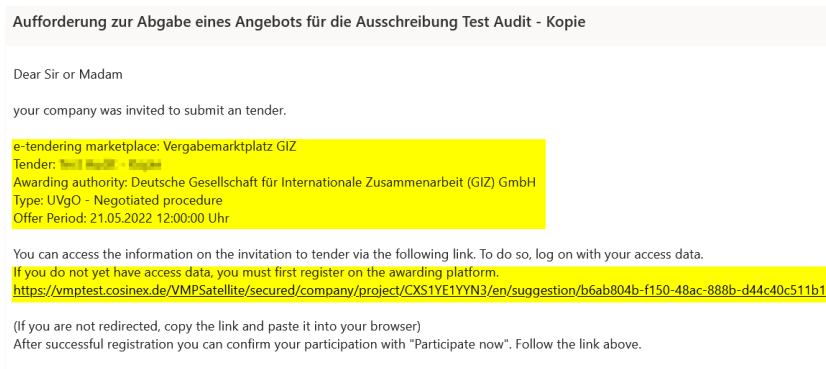 Aufforderung zur Abgabe eines Angebots für die Ausschreibung Test Audit - Kopie
Dear Sir or Madam
your company was invited to submit an tender.
e-tendering marketplace: Vergabemarktplatz GIZ
Tender:
Awarding authority: Deutsche Gesellschaft für Internationale Zusammenarbeit (GIZ) GmbH
Type: UVgO - Negotiated procedure
Offer Period: 21.05.2022 12:00:00 Uhr
You can access the information on the invitation to tender via the following link. To do so, log on with your access data.
If you do not yet have access data, you must first register on the awarding platform.
https://vmptest.cosinex.de/VMPSatellite/secured/company/project/CXS1YE1YYN3/en/suggestion/b6ab804b-f150-48ac-888b-d44c40c511b1
(If you are not redirected, copy the link and paste it into your browser)
After successful registration you can confirm your participation with "Participate now". Follow the link above.